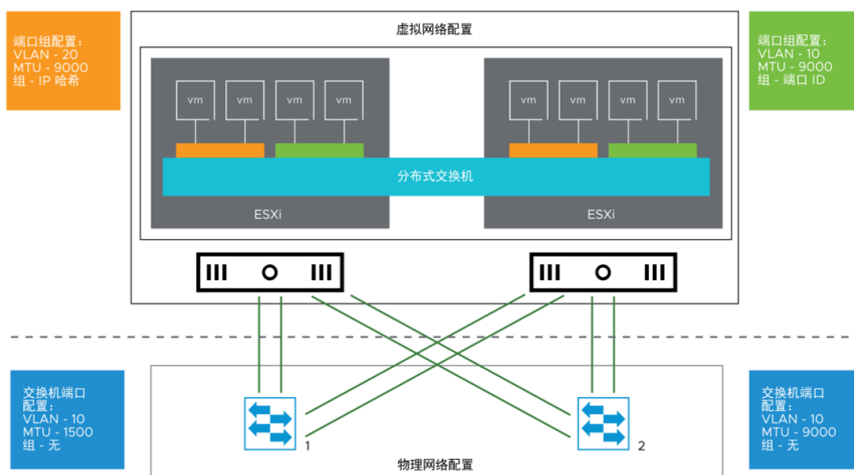 虚拟网络配置
端口组配置：
VLAN - 20
MTU - 9000
组 - IP 哈希
端口组配置：
VLAN - 10
MTU - 9000
组 - 端口 ID
vm
vm
vm
vm
vm
vm
vm
vm
分布式交换机
ESXi
ESXi
交换机端口
配置：
VLAN - 10
MTU - 1500
组 - 无
1
2
交换机端口
配置：
VLAN - 10
MTU - 9000
组 - 无
物理网络配置